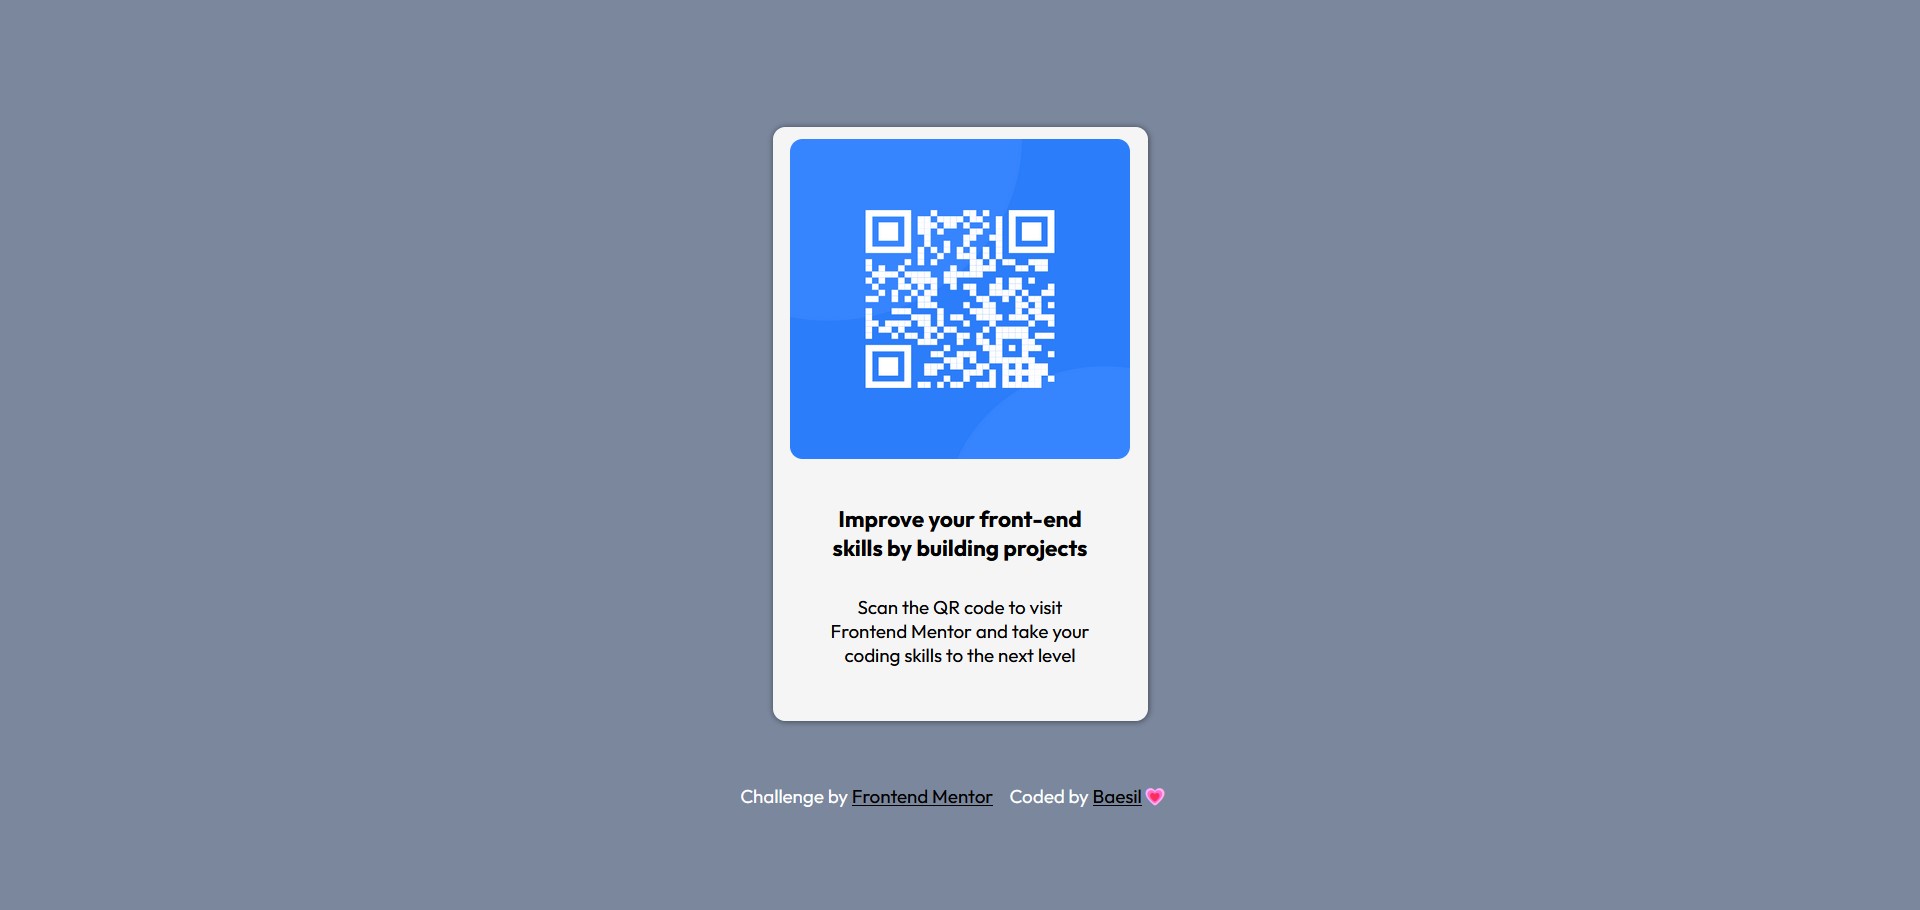 Improve your front-end
skills by building projects
Scan the QR code to visit
Frontend Mentor and take your
coding skills to the next level
Challenge by Frontend Mentor Coded by Baesil 💗